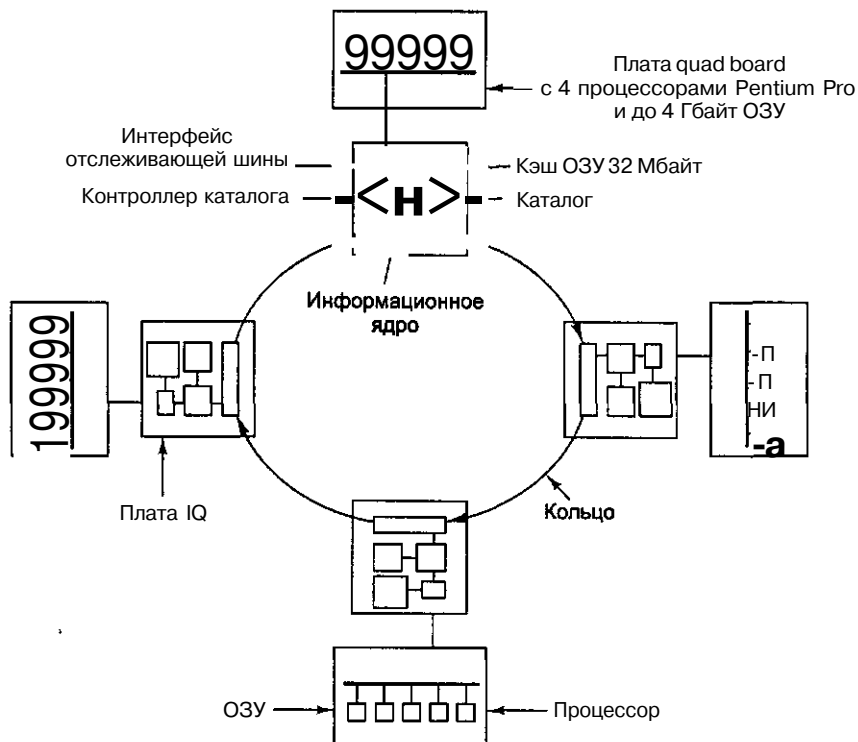 99999
Плата quad board
с 4 процессорами Pentium Pro
и до 4 Гбайт ОЗУ
Интерфейс
отслеживающей шины
Кэш ОЗУ 32 Мбайт
Контроллер каталога
<н>
Каталог
Информационное
ядро
199999
-П
-П
НИ
-а
Плата IQ
Кольцо
ОЗУ
Процессор